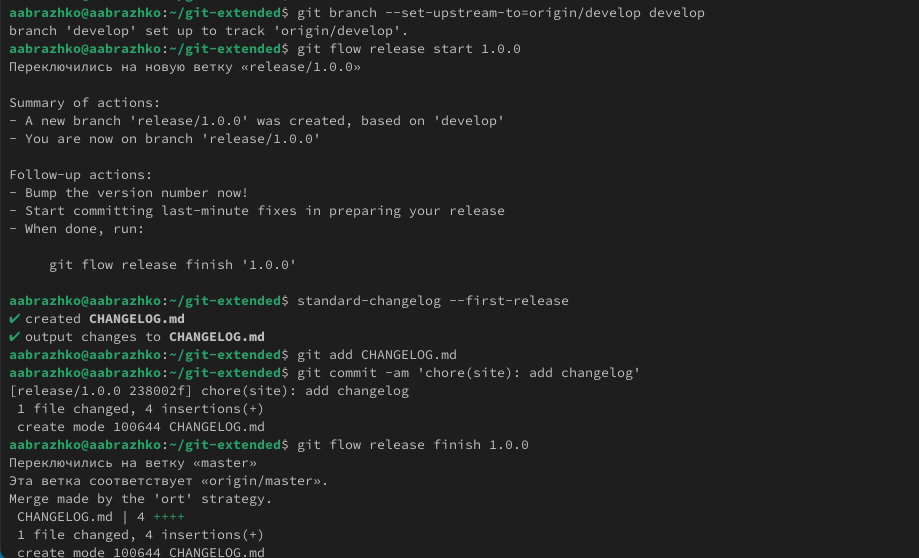 aabrazhko@aabrazhko:~/git-extended$ git branch --set-upstream-to=origin/develop develop
branch 'develop' set up to track 'origin/develop'.
aabrazhko@aabrazhko:~/git-extended$ git flow release start 1.0.0
Переключились на новую ветку «release/1.0.0»
Summary of actions:
- A new branch 'release/1.0.0' was created, based on 'develop'
- You are now on branch 'release/1.0.0'
Follow-up actions:
- Bump the version number now!
- Start committing last-minute fixes in preparing your release
- When done, run:
git flow release finish '1.0.0'
aabrazhko@aabrazhko:~/git-extended$ standard-changelog --first-release
✔ created CHANGELOG.md
✔ output changes to CHANGELOG.md
aabrazhko@aabrazhko:~/git-extended$ git add CHANGELOG.md
aabrazhko@aabrazhko:~/git-extended$ git commit -am 'chore(site): add changelog'
[release/1.0.0 238002f] chore(site): add changelog
1 file changed, 4 insertions(+)
create mode 100644 CHANGELOG.md
aabrazhko@aabrazhko:~/git-extended$ git flow release finish 1.0.0
Переключились на ветку «master»
Эта ветка соответствует «origin/master».
Merge made by the 'ort' strategy.
CHANGELOG.md | 4 ++++
1 file changed, 4 insertions(+)
create mode 100644 CHANGELOG.md